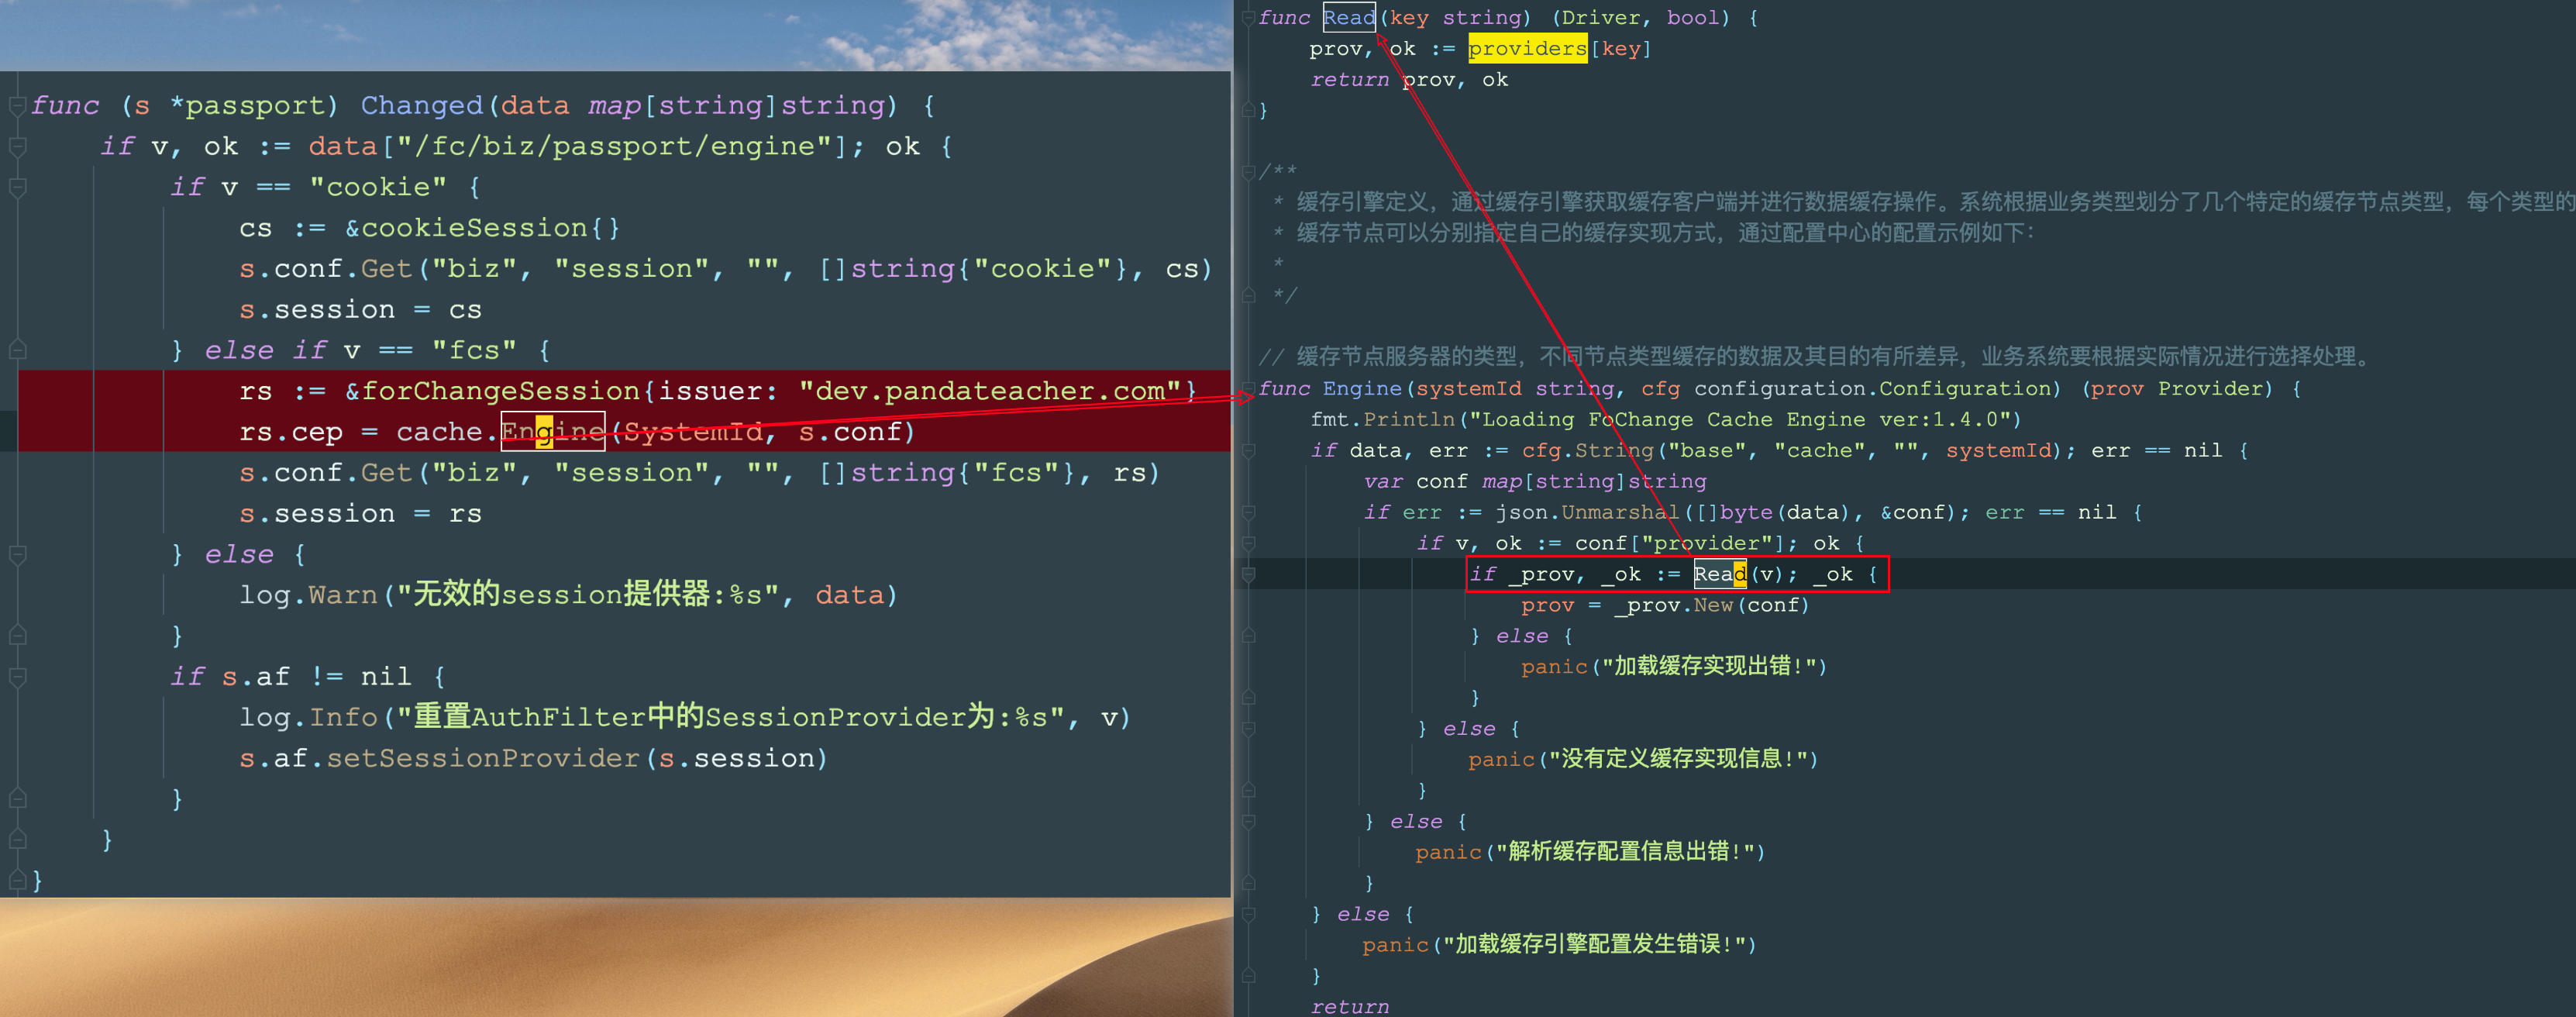 func (s *passport) Changed(data map[string]string) {
if v, ok := data["/fc/biz/passport/engine"]; ok {
if v == "cookie" {
cs := &cookieSession{}
s.conf.Get("biz", "session", "", []string{"cookie"}, cs)
s.session = cs
} else if v == "fcs" {
rs := &forChangeSession{issuer: "dev.pandateacher.com"}
rs.cep = cache.Engine(SystemId, s.conf)
s.conf.Get("biz", "session", "", []string{"fcs"}, rs)
s.session = rs
} else {
log.Warn("无效的session提供器:%s", data)
}
if s.af != nil {
log.Info("重置AuthFilter中的SessionProvider为:%s", v)
s.af.setSessionProvider(s.session)
}
}
}
func Read(key string) (Driver, bool) {
prov, ok := providers[key]
return prov, ok
}
/**
* 缓存引擎定义，通过缓存引擎获取缓存客户端并进行数据缓存操作。系统根据业务类型划分了几个特定的缓存节点类型，每个类型的
* 缓存节点可以分别指定自己的缓存实现方式，通过配置中心的配置示例如下：
*
*/
// 缓存节点服务器的类型，不同节点类型缓存的数据及其目的有所差异，业务系统要根据实际情况进行选择处理。
func Engine(systemId string, cfg configuration.Configuration) (prov Provider) {
fmt.Println("Loading FoChange Cache Engine ver:1.4.0")
if data, err := cfg.String("base", "cache", "", systemId); err == nil {
var conf map[string]string
if err := json.Unmarshal([]byte(data), &conf); err == nil {
if v, ok := conf["provider"]; ok {
if _prov, _ok := Read(v); _ok {
prov = _prov.New(conf)
} else {
panic("加载缓存实现出错!")
}
} else {
panic("没有定义缓存实现信息!")
}
} else {
panic("解析缓存配置信息出错!")
}
} else {
panic("加载缓存引擎配置发生错误!")
}
return